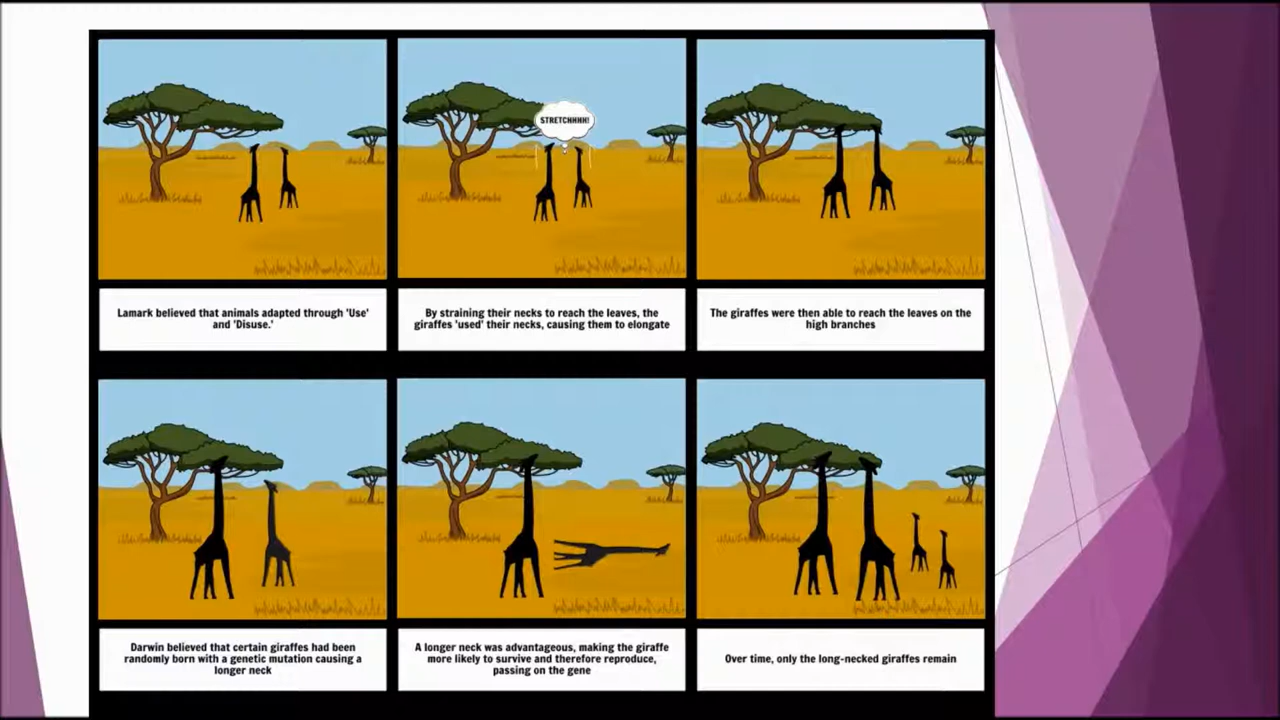 STRETCHHHH!
Lamark believed that animals adapted through 'Use'
and 'Disuse.'
By straining their necks to reach the leaves, the
giraffes 'used' their necks, causing them to elongate
The giraffes were then able to reach the leaves on the
high branches
Darwin believed that certain giraffes had been
randomly born with a genetic mutation causing a
longer neck
A longer neck was advantageous, making the giraffe
more likely to survive and therefore reproduce,
passing on the gene
Over time, only the long-necked giraffes remain